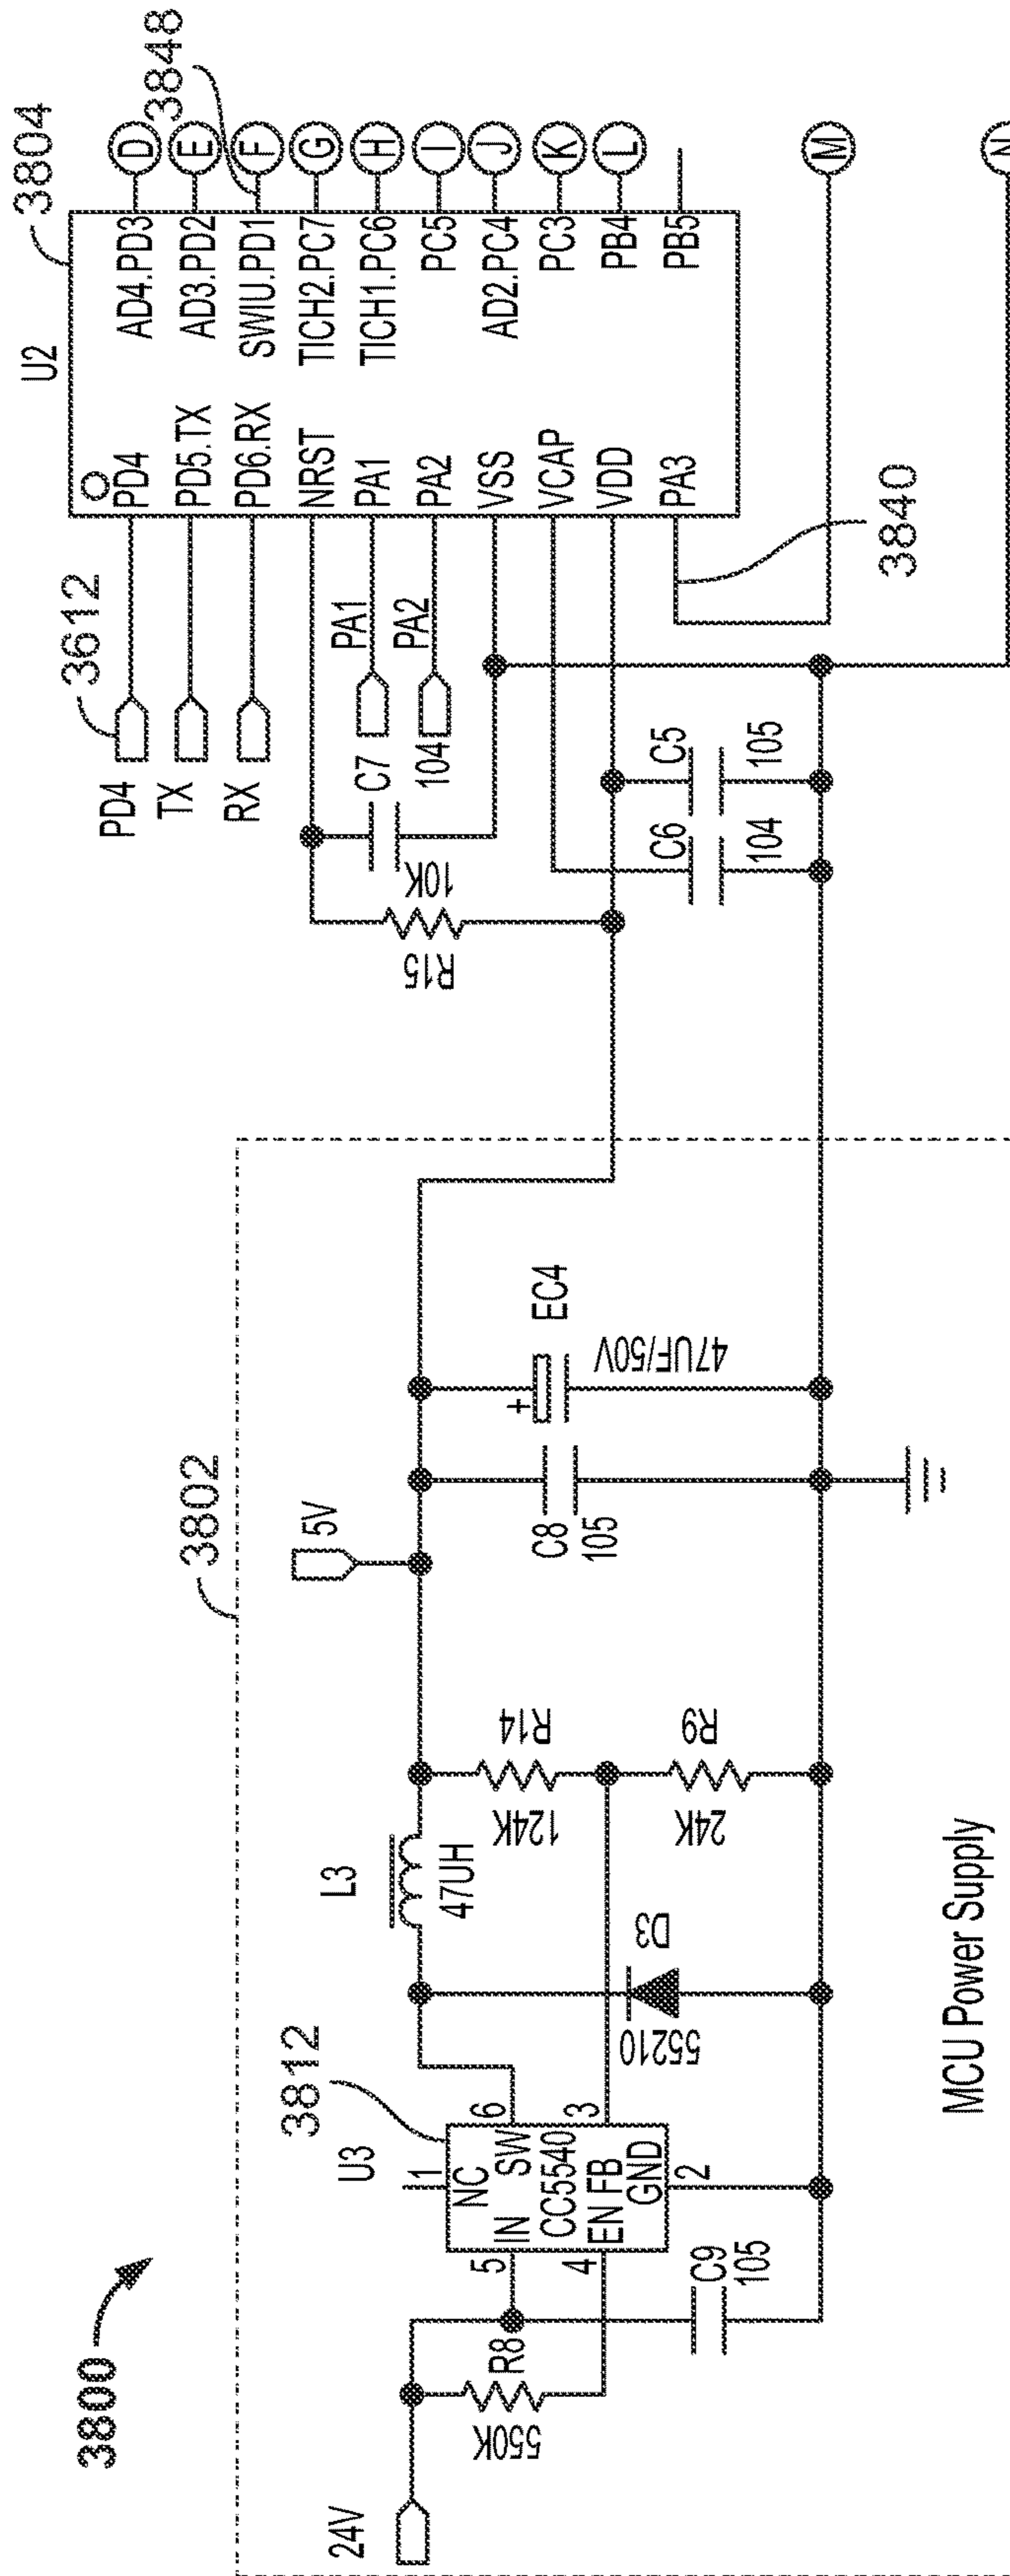 3800
3802
3804
3812
3612
3848
3840
24V
R8
550K
U3
1
NC
5
IN
SW
6
CC5540
4
EN FB
3
GND
2
C9
105
D3
55210
L3
47UH
R14
124K
R9
24K
5V
C8
105
EC4
+
47UF/50V
MCU Power Supply
R15
10K
C7
104
C6
104
C5
105
PD4
TX
RX
PA1
PA2
U2
PD4
PD5.TX
PD6.RX
NRST
PA1
PA2
VSS
VCAP
VDD
PA3
AD4.PD3
AD3.PD2
SWIU.PD1
TICH2.PC7
TICH1.PC6
PC5
AD2.PC4
PC3
PB4
PB5
D
E
F
G
H
I
J
K
L
M
N